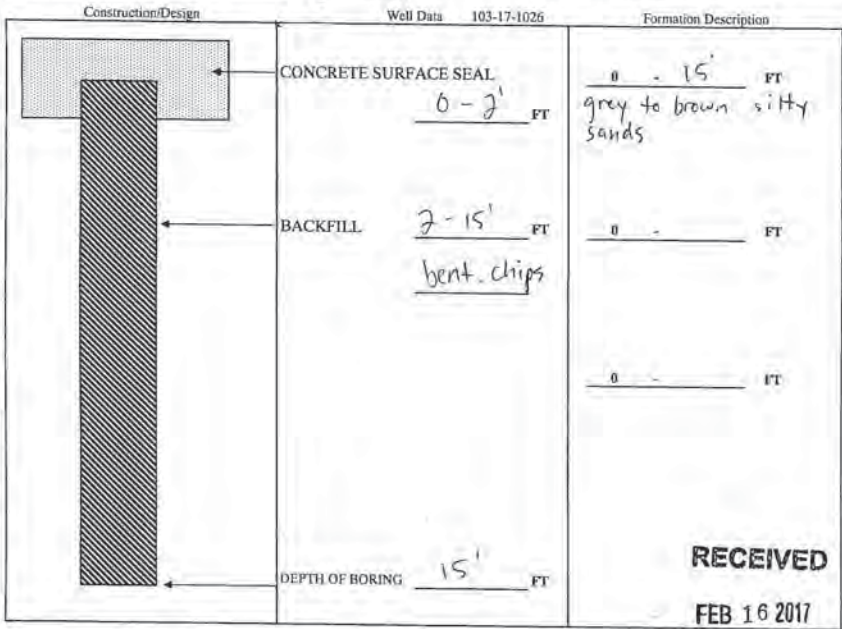 Construction/Design
Well Data 103-17-1026
Formation Description
CONCRETE SURFACE SEAL
0 - 2' FT
0 - 15' FT
grey to brown silty
sands
BACKFILL 2-15' FT
bent. chips
0 - FT
0 - FT
DEPTH OF BORING 15' FT
RECEIVED
FEB 16 2017